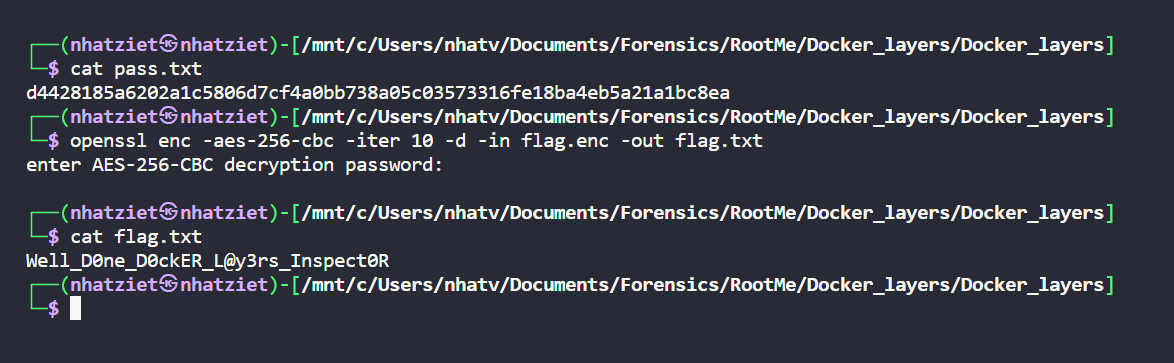 ┌──(nhatziet㉿nhatziet)-[/mnt/c/Users/nhatv/Documents/Forensics/RootMe/Docker_layers/Docker_layers]
└─$ cat pass.txt
d4428185a6202a1c5806d7cf4a0bb738a05c03573316fe18ba4eb5a21a1bc8ea
┌──(nhatziet㉿nhatziet)-[/mnt/c/Users/nhatv/Documents/Forensics/RootMe/Docker_layers/Docker_layers]
└─$ openssl enc -aes-256-cbc -iter 10 -d -in flag.enc -out flag.txt
enter AES-256-CBC decryption password:
┌──(nhatziet㉿nhatziet)-[/mnt/c/Users/nhatv/Documents/Forensics/RootMe/Docker_layers/Docker_layers]
└─$ cat flag.txt
Well_D0ne_D0ckER_L@y3rs_Inspect0R
┌──(nhatziet㉿nhatziet)-[/mnt/c/Users/nhatv/Documents/Forensics/RootMe/Docker_layers/Docker_layers]
└─$